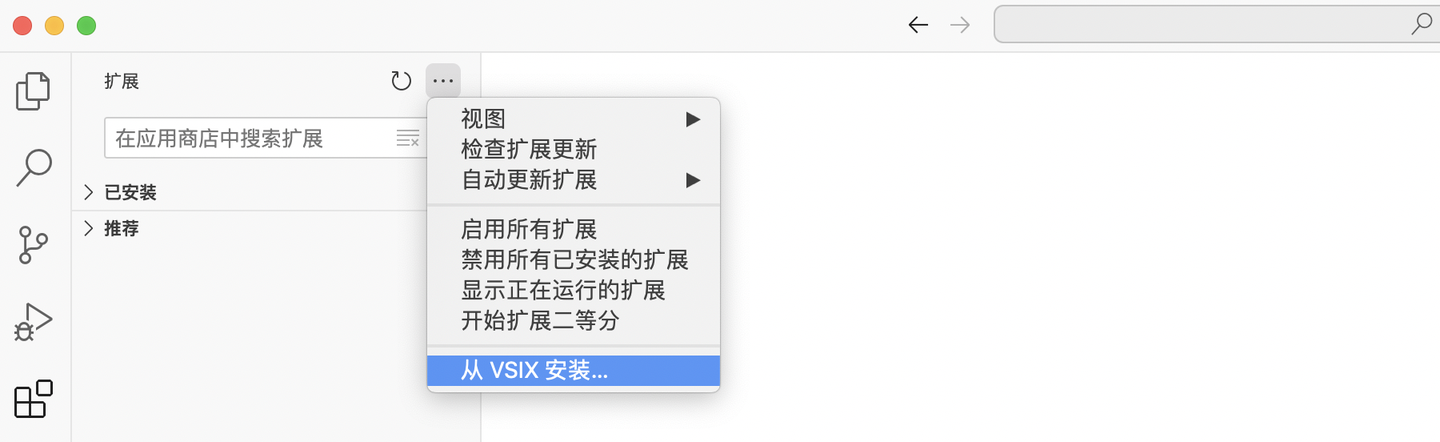 扩展
在应用商店中搜索扩展
已安装
推荐
视图
检查扩展更新
自动更新扩展
启用所有扩展
禁用所有已安装的扩展
显示正在运行的扩展
开始扩展二等分
从 VSIX 安装...